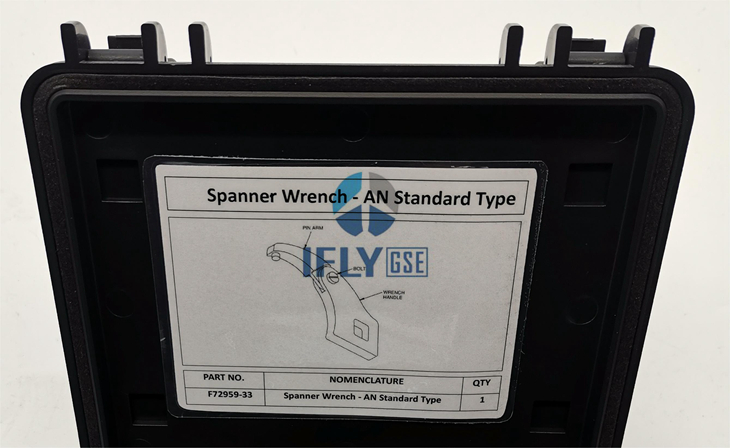 Spanner Wrench - AN Standard Type
PIN ARM
IFLY GSE
BOLT
WRENCH
HANDLE
PART NO. NOMENCLATURE QTY
F72959-33 Spanner Wrench - AN Standard Type 1